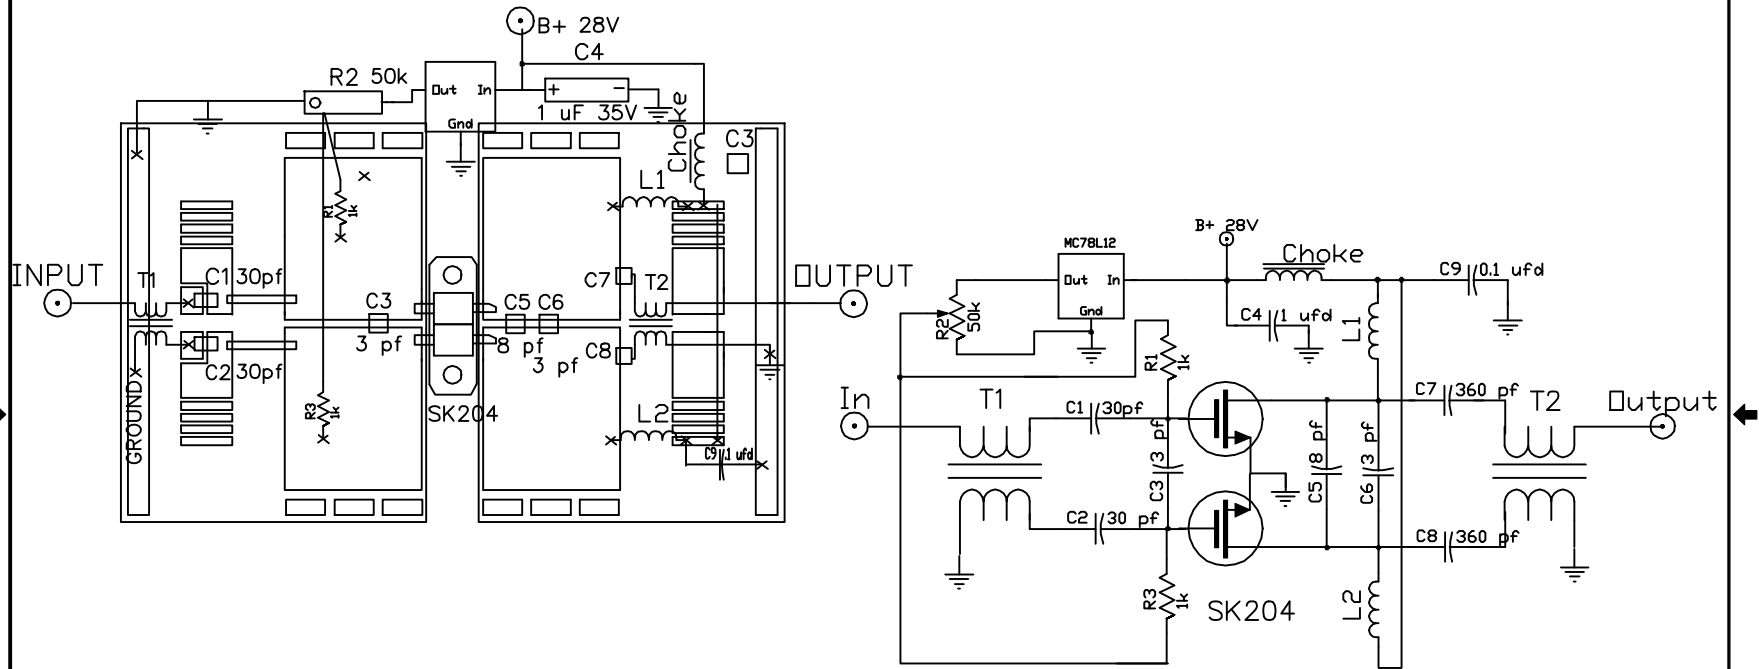 B+ 28V
C4
R2 50k
Out In
Gnd
+ −
1 uF 35V
Choke
C3
L1
R1
1k
INPUT
T1
C1 30pf
C7
T2
OUTPUT
C3
3 pf
C5 C6
8 pf
3 pf
C8
C2 30pf
GROUND
R3
1k
SK204
L2
C9 .1 ufd
B+ 28V
MC78L12
Out In
Gnd
Choke
C9 0.1 ufd
R2
50k
C4 1 ufd
L1
R1
1k
In
T1
C1 30pf
C3 3 pf
C5 8 pf
C6 3 pf
C7 360 pf
T2
Output
C2 30 pf
C8 360 pf
R3
1k
SK204
L2